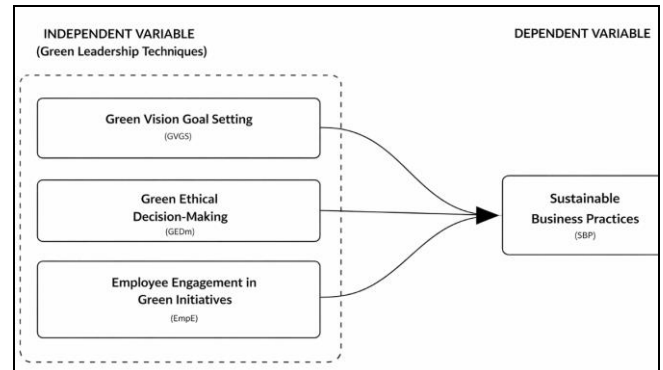 INDEPENDENT VARIABLE
(Green Leadership Techniques)
DEPENDENT VARIABLE
Green Vision Goal Setting
(GVGS)
Green Ethical
Decision-Making
(GEDm)
Employee Engagement in
Green Initiatives
(EmpE)
Sustainable
Business Practices
(SBP)